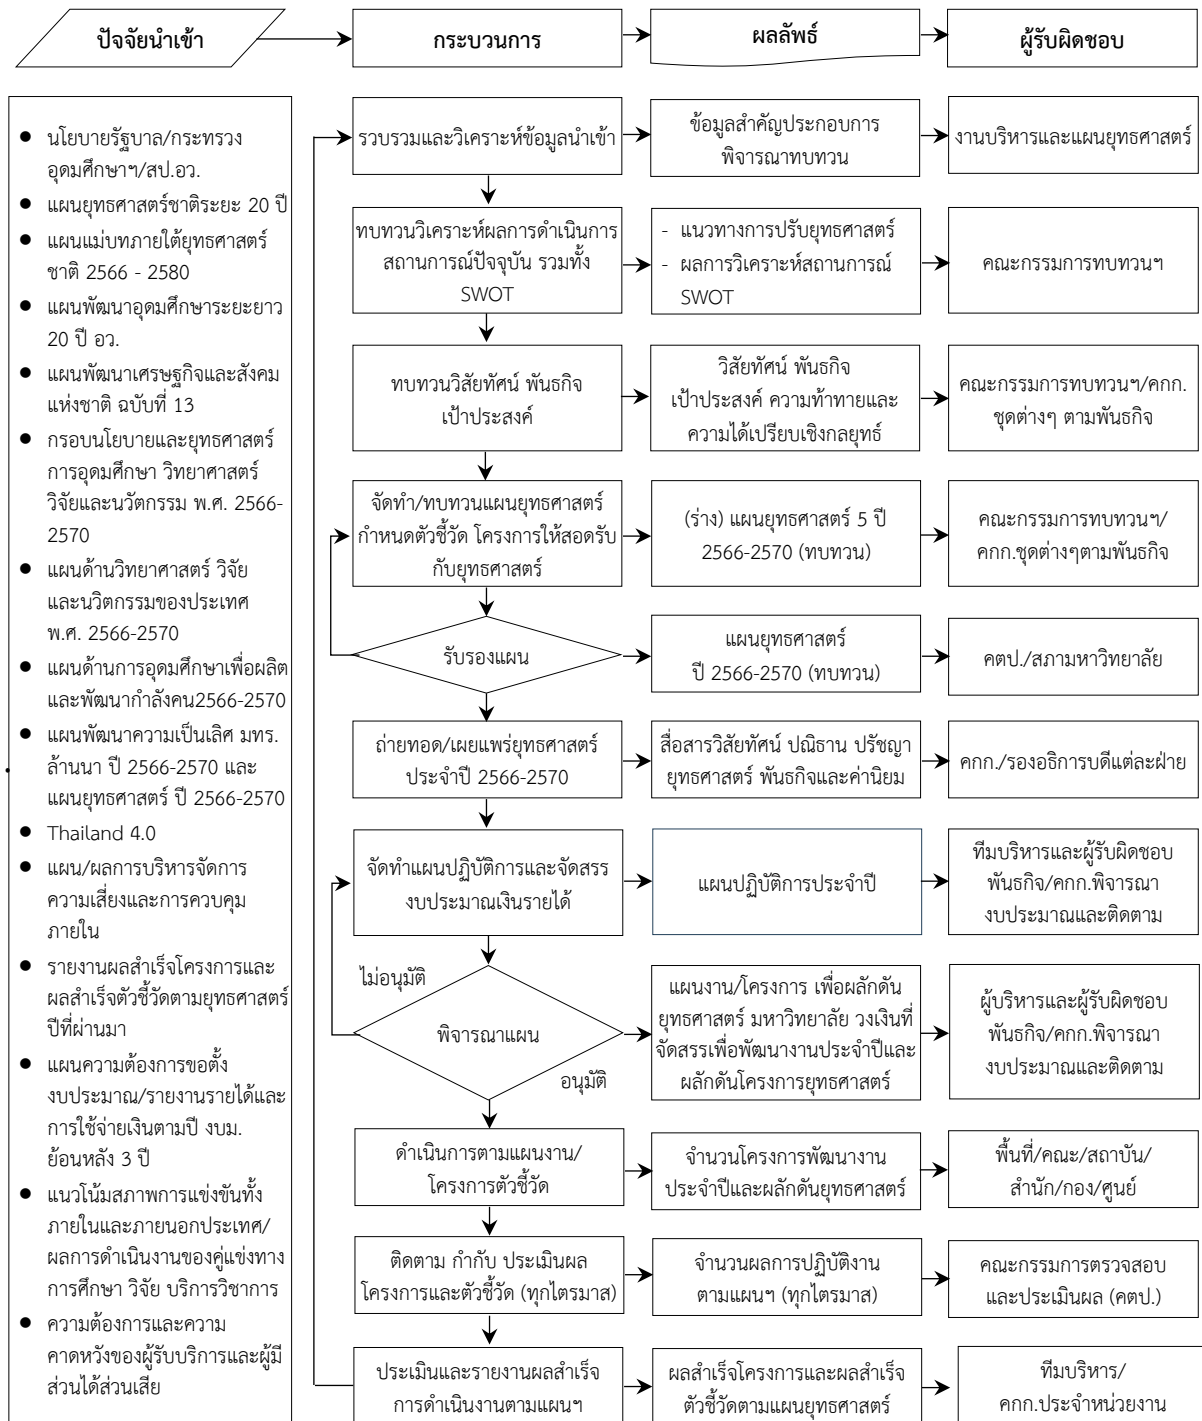 ปัจจัยนำเข้า
กระบวนการ
ผลลัพธ์
ผู้รับผิดชอบ
● นโยบายรัฐบาล/กระทรวง
อุดมศึกษาฯ/สป.อว.
● แผนยุทธศาสตร์ชาติระยะ 20 ปี
● แผนแม่บทภายใต้ยุทธศาสตร์
ชาติ 2566 - 2580
● แผนพัฒนาอุดมศึกษาระยะยาว
20 ปี อว.
● แผนพัฒนาเศรษฐกิจและสังคม
แห่งชาติ ฉบับที่ 13
● กรอบนโยบายและยุทธศาสตร์
การอุดมศึกษา วิทยาศาสตร์
วิจัยและนวัตกรรม พ.ศ. 2566-
2570
● แผนด้านวิทยาศาสตร์ วิจัย
และนวิตกรรมของประเทศ
พ.ศ. 2566-2570
● แผนด้านการอุดมศึกษาเพื่อผลิต
และพัฒนากำลังคน2566-2570
● แผนพัฒนาความเป็นเลิศ มทร.
ล้านนา ปี 2566-2570 และ
แผนยุทธศาสตร์ ปี 2566-2570
● Thailand 4.0
● แผน/ผลการบริหารจัดการ
ความเสี่ยงและการควบคุม
ภายใน
● รายงานผลสำเร็จโครงการและ
ผลสำเร็จตัวชี้วัดตามยุทธศาสตร์
ปีที่ผ่านมา
● แผนความต้องการขอตั้ง
งบประมาณ/รายงานรายได้และ
การใช้จ่ายเงินตามปี งบม.
ย้อนหลัง 3 ปี
● แนวโน้มสภาพการแข่งขันทั้ง
ภายในและภายนอกประเทศ/
ผลการดำเนินงานของคู่แข่งทาง
การศึกษา วิจัย บริการวิชาการ
● ความต้องการและความ
คาดหวังของผู้รับบริการและผู้มี
ส่วนได้ส่วนเสีย
รวบรวมและวิเคราะห์ข้อมูลนำเข้า
ข้อมูลสำคัญประกอบการ
พิจารณาทบทวน
งานบริหารและแผนยุทธศาสตร์
ทบทวนวิเคราะห์ผลการดำเนินการ
สถานการณ์ปัจจุบัน รวมทั้ง
SWOT
- แนวทางการปรับยุทธศาสตร์
- ผลการวิเคราะห์สถานการณ์
SWOT
คณะกรรมการทบทวนฯ
ทบทวนวิสัยทัศน์ พันธกิจ
เป้าประสงค์
วิสัยทัศน์ พันธกิจ
เป้าประสงค์ ความท้าทายและ
ความได้เปรียบเชิงกลยุทธ์
คณะกรรมการทบทวนฯ/คกก.
ชุดต่างๆ ตามพันธกิจ
จัดทำ/ทบทวนแผนยุทธศาสตร์
กำหนดตัวชี้วัด โครงการให้สอดรับ
กับยุทธศาสตร์
(ร่าง) แผนยุทธศาสตร์ 5 ปี
2566-2570 (ทบทวน)
คณะกรรมการทบทวนฯ/
คกก.ชุดต่างๆตามพันธกิจ
รับรองแผน
แผนยุทธศาสตร์
ปี 2566-2570 (ทบทวน)
คตป./สภามหาวิทยาลัย
ถ่ายทอด/เผยแพร่ยุทธศาสตร์
ประจำปี 2566-2570
สื่อสารวิสัยทัศน์ ปณิธาน ปรัชญา
ยุทธศาสตร์ พันธกิจและค่านิยม
คกก./รองอธิการบดีแต่ละฝ่าย
จัดทำแผนปฏิบัติการและจัดสรร
งบประมาณเงินรายได้
แผนปฏิบัติการประจำปี
ทีมบริหารและผู้รับผิดชอบ
พันธกิจ/คกก.พิจารณา
งบประมาณและติดตาม
ไม่อนุมัติ
พิจารณาแผน
อนุมัติ
แผนงาน/โครงการ เพื่อผลักดัน
ยุทธศาสตร์ มหาวิทยาลัย วงเงินที่
จัดสรรเพื่อพัฒนางานประจำปีและ
ผลักดันโครงการยุทธศาสตร์
ผู้บริหารและผู้รับผิดชอบ
พันธกิจ/คกก.พิจารณา
งบประมาณและติดตาม
ดำเนินการตามแผนงาน/
โครงการตัวชี้วัด
จำนวนโครงการพัฒนางาน
ประจำปีและผลักดันยุทธศาสตร์
พื้นที่/คณะ/สถาบัน/
สำนัก/กอง/ศูนย์
ติดตาม กำกับ ประเมินผล
โครงการและตัวชี้วัด (ทุกไตรมาส)
จำนวนผลการปฏิบัติงาน
ตามแผนฯ (ทุกไตรมาส)
คณะกรรมการตรวจสอบ
และประเมินผล (คตป.)
ประเมินและรายงานผลสำเร็จ
การดำเนินงานตามแผนฯ
ผลสำเร็จโครงการและผลสำเร็จ
ตัวชี้วัดตามแผนยุทธศาสตร์
ทีมบริหาร/
คกก.ประจำหน่วยงาน